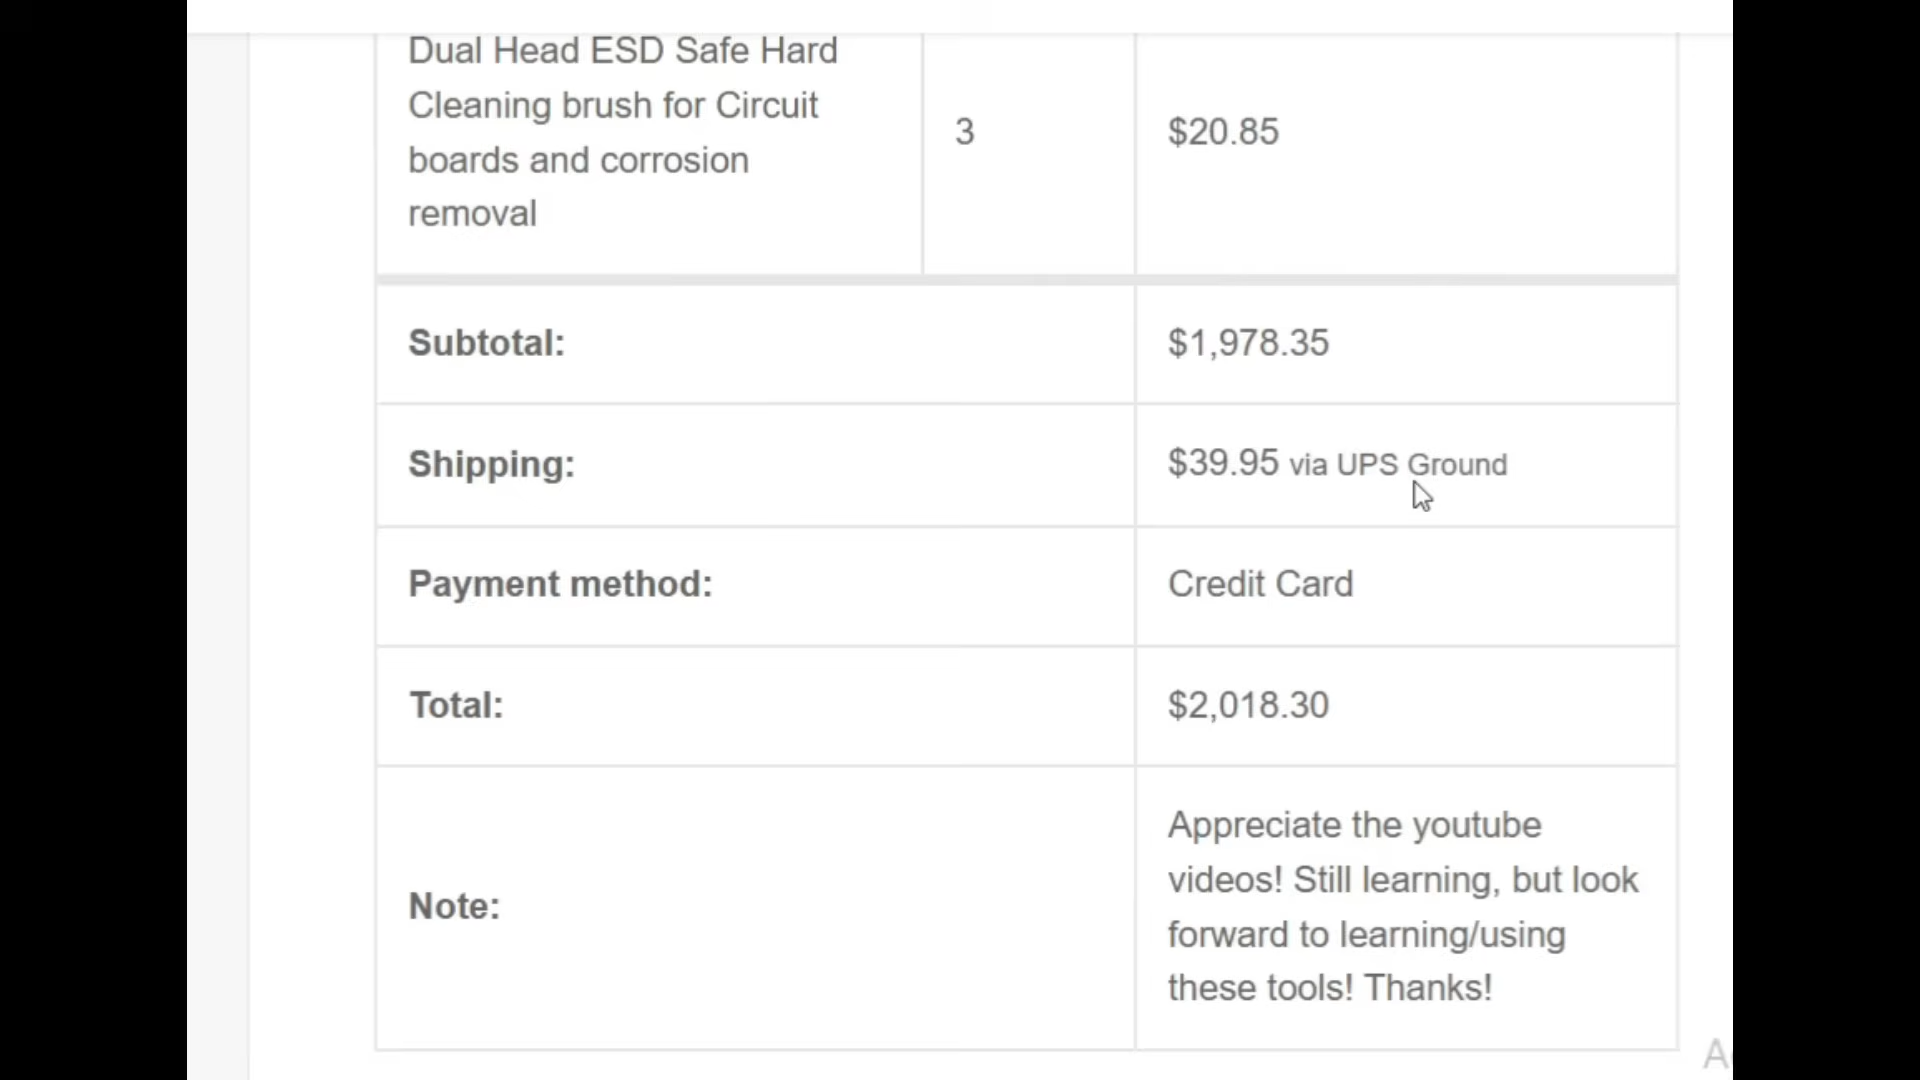 Dual Head ESD Safe Hard
Cleaning brush for Circuit
boards and corrosion
removal
3
$20.85
Subtotal:
$1,978.35
Shipping:
$39.95 via UPS Ground
Payment method:
Credit Card
Total:
$2,018.30
Note:
Appreciate the youtube
videos! Still learning, but look
forward to learning/using
these tools! Thanks!